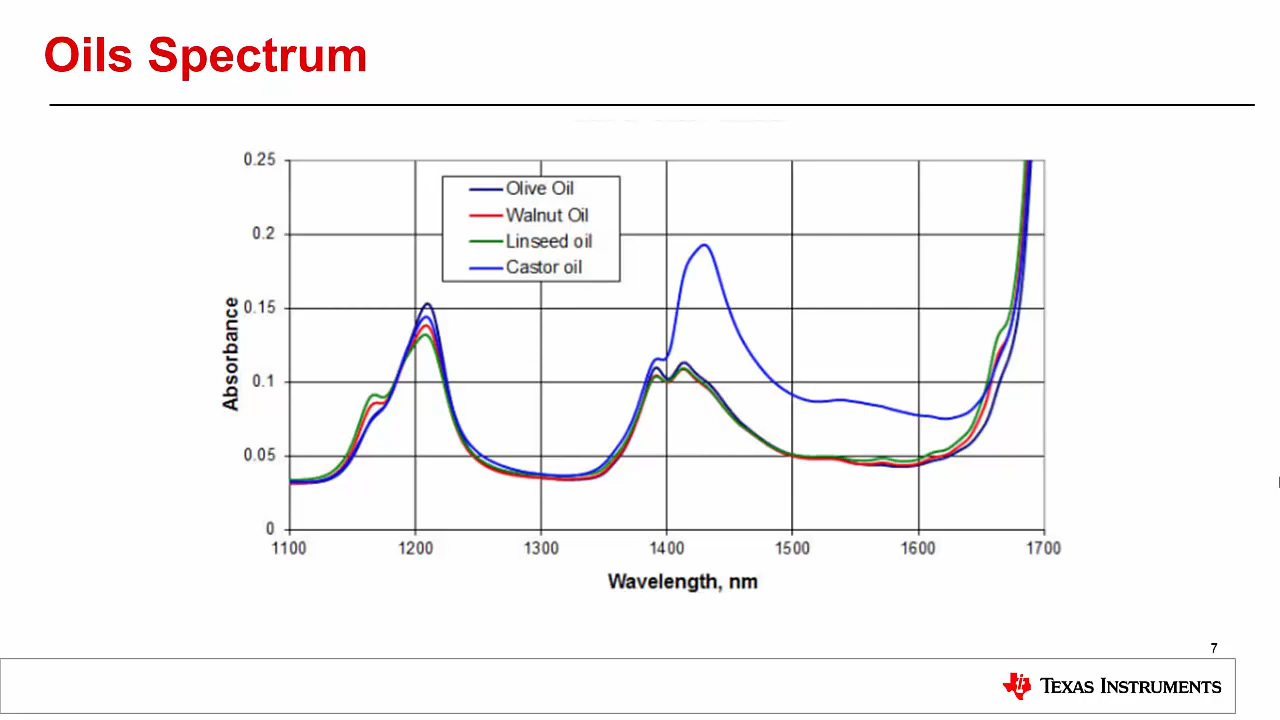 Oils Spectrum
0.25
0.2
0.15
0.1
0.05
0
Absorbance
Olive Oil
Walnut Oil
Linseed oil
Castor oil
1100 1200 1300 1400 1500 1600 1700
Wavelength, nm
7
TEXAS INSTRUMENTS